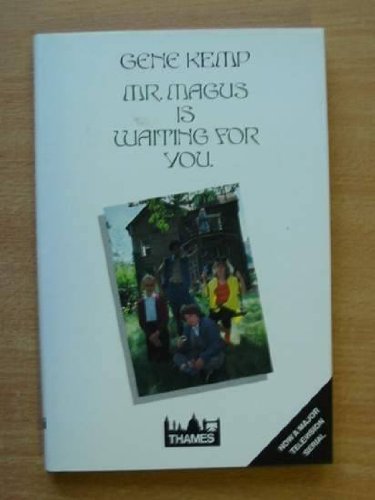 GENE KEMP
MR. MAGUS
IS
WAITING FOR
YOU.
THAMES
NOW A MAJOR
TELEVISION
SERIAL